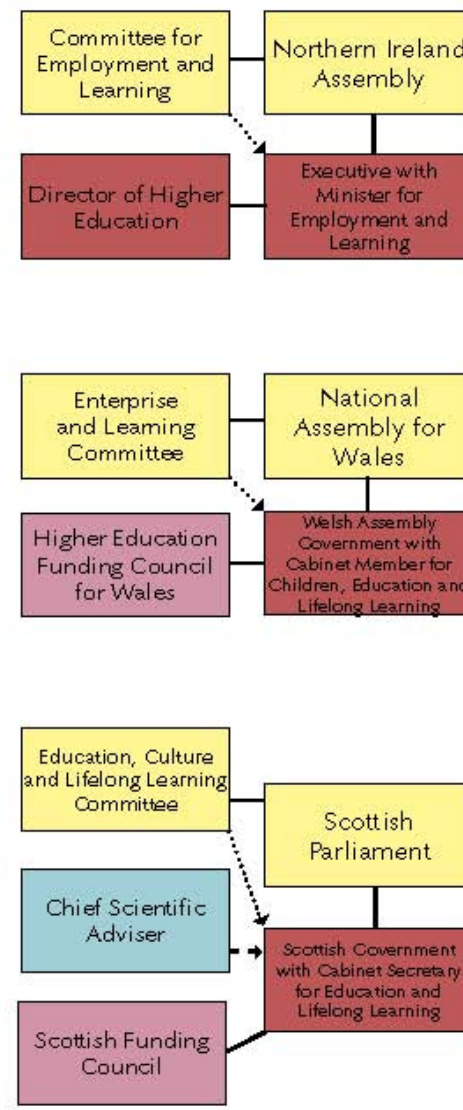 Committee for
Employment and
Learning
Northern Ireland
Assembly
Director of Higher
Education
Executive with
Minister for
Employment and
Learning
Enterprise
and Learning
Committee
National
Assembly for
Wales
Higher Education
Funding Council
for Wales
Welsh Assembly
Government with
Cabinet Member for
Children, Education and
Lifelong Learning
Education, Culture
and Lifelong Learning
Committee
Scottish
Parliament
Chief Scientific
Adviser
Scottish Government
with Cabinet Secretary
for Education and
Lifelong Learning
Scottish Funding
Council